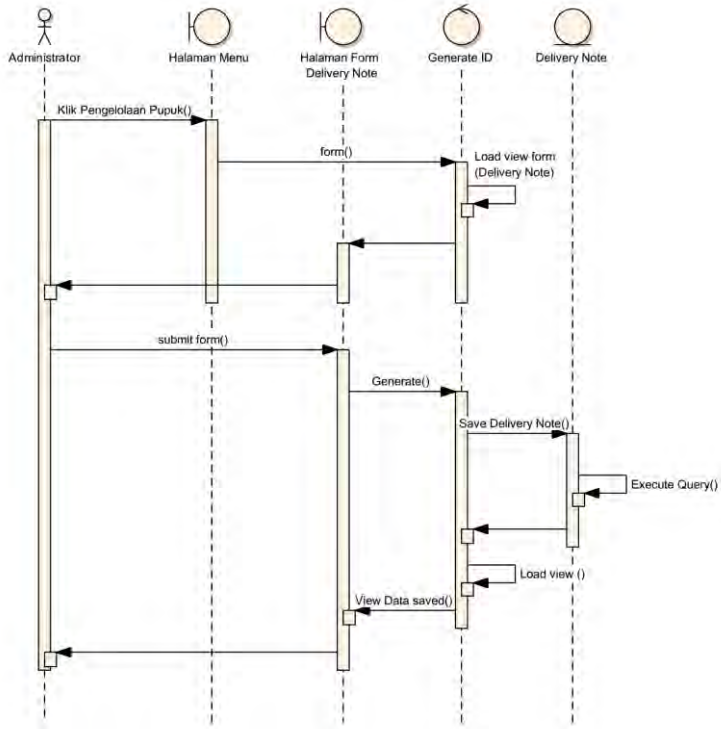 Administrator
Halaman Menu
Halaman Form
Delivery Note
Generate ID
Delivery Note
Klik Pengelolaan Pupuk()
form()
Load view form
(Delivery Note)
submit form()
Generate()
Save Delivery Note()
Execute Query()
Load view ()
View Data saved()